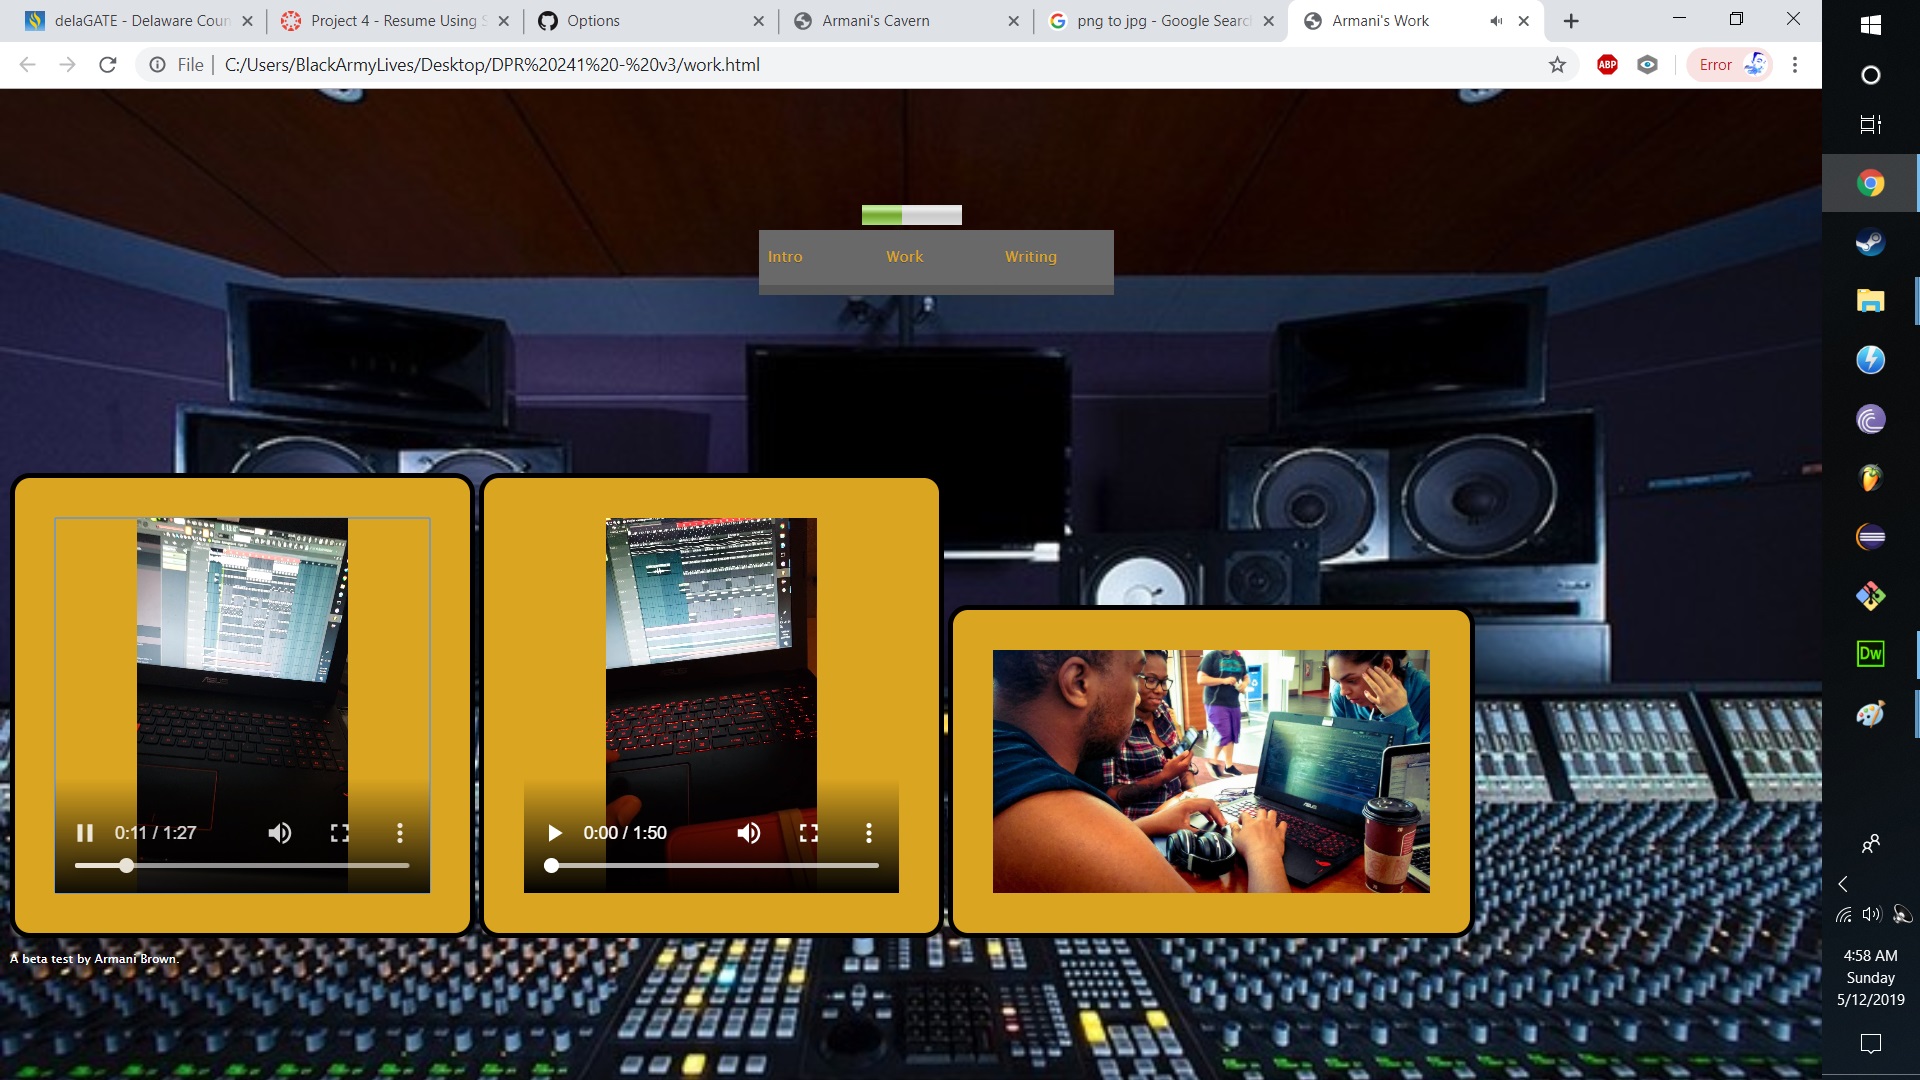 delaGATE - Delaware Coun
Project 4 - Resume Using S
Options
Armani's Cavern
png to jpg - Google Searc
Armani's Work
File
C:/Users/BlackArmyLives/Desktop/DPR%20241%20-%20v3/work.html
ABP
Error
Intro
Work
Writing
ASUS
0:11 / 1:27
0:00 / 1:50
ASUS
Dw
A beta test by Armani Brown.
4:58 AM
Sunday
5/12/2019